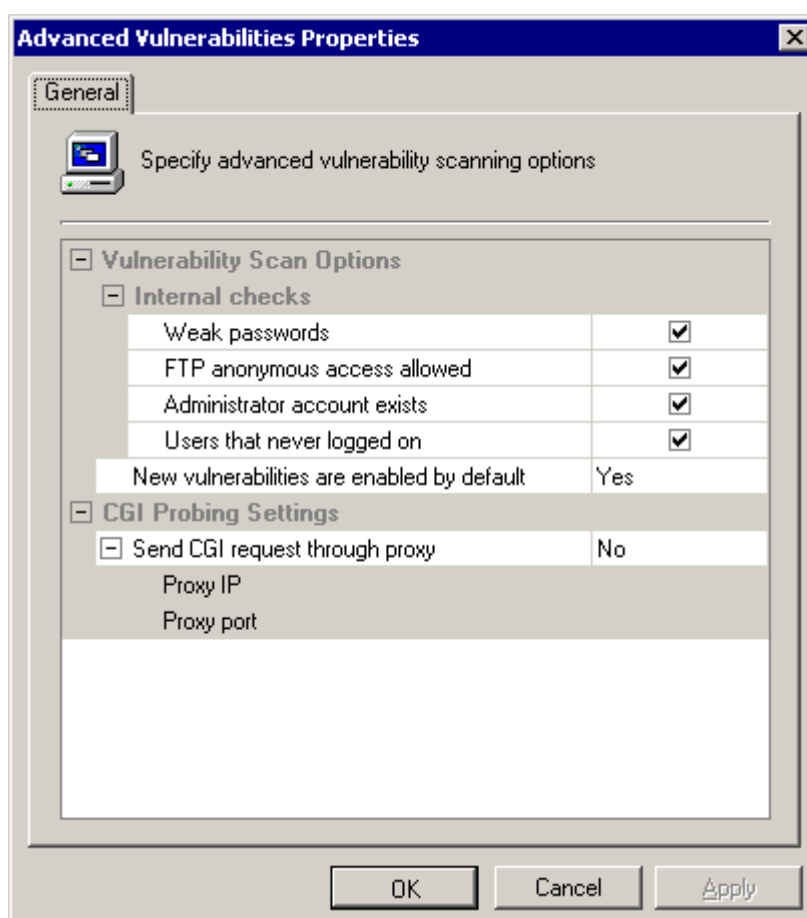 Advanced Vulnerabilities Properties
General
Specify advanced vulnerability scanning options
Vulnerability Scan Options
Internal checks
Weak passwords
FTP anonymous access allowed
Administrator account exists
Users that never logged on
New vulnerabilities are enabled by default Yes
CGI Probing Settings
Send CGI request through proxy No
Proxy IP
Proxy port
OK Cancel Apply